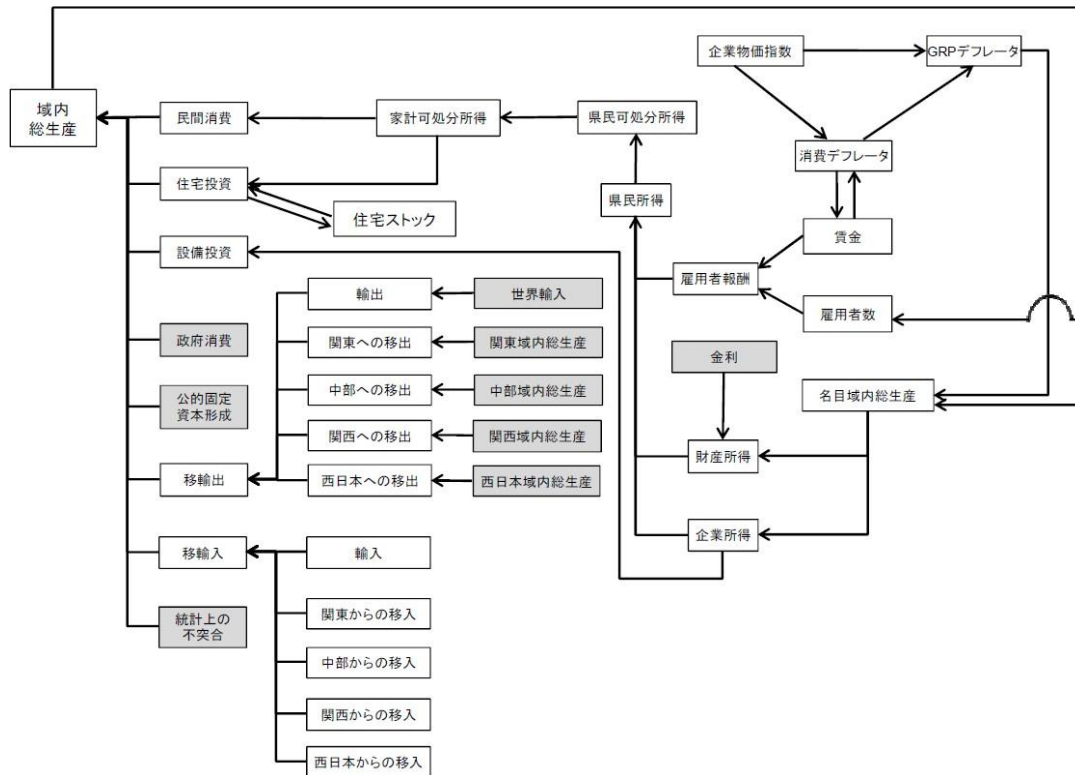 企業物価指数
GRPデフレータ
域内
総生産
民間消費
家計可処分所得
県民可処分所得
消費デフレータ
住宅投資
県民所得
住宅ストック
賃金
設備投資
雇用者報酬
輸出
世界輸入
雇用者数
政府消費
関東への移出
関東域内総生産
金利
公的固定
資本形成
中部への移出
中部域内総生産
名目域内総生産
関西への移出
関西域内総生産
財産所得
移輸出
西日本への移出
西日本域内総生産
企業所得
移輸入
輸入
統計上の
不突合
関東からの移入
中部からの移入
関西からの移入
西日本からの移入